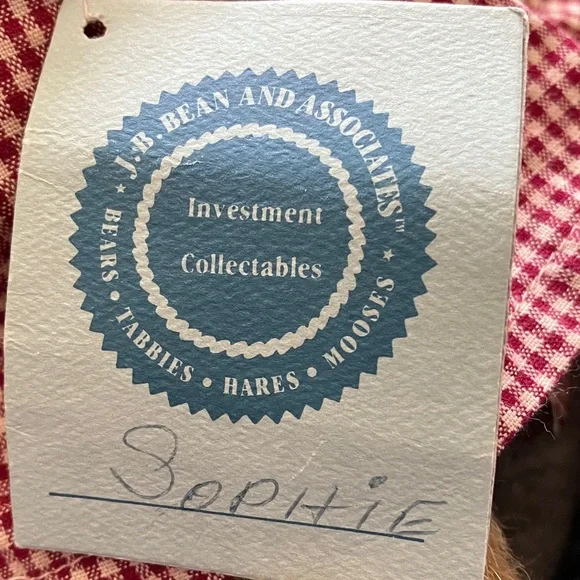 J.B. BEAN AND ASSOCIATES™
Investment
Collectables
★ BEARS • TABBIES • HARES • MOOSES ★
SOPHiE